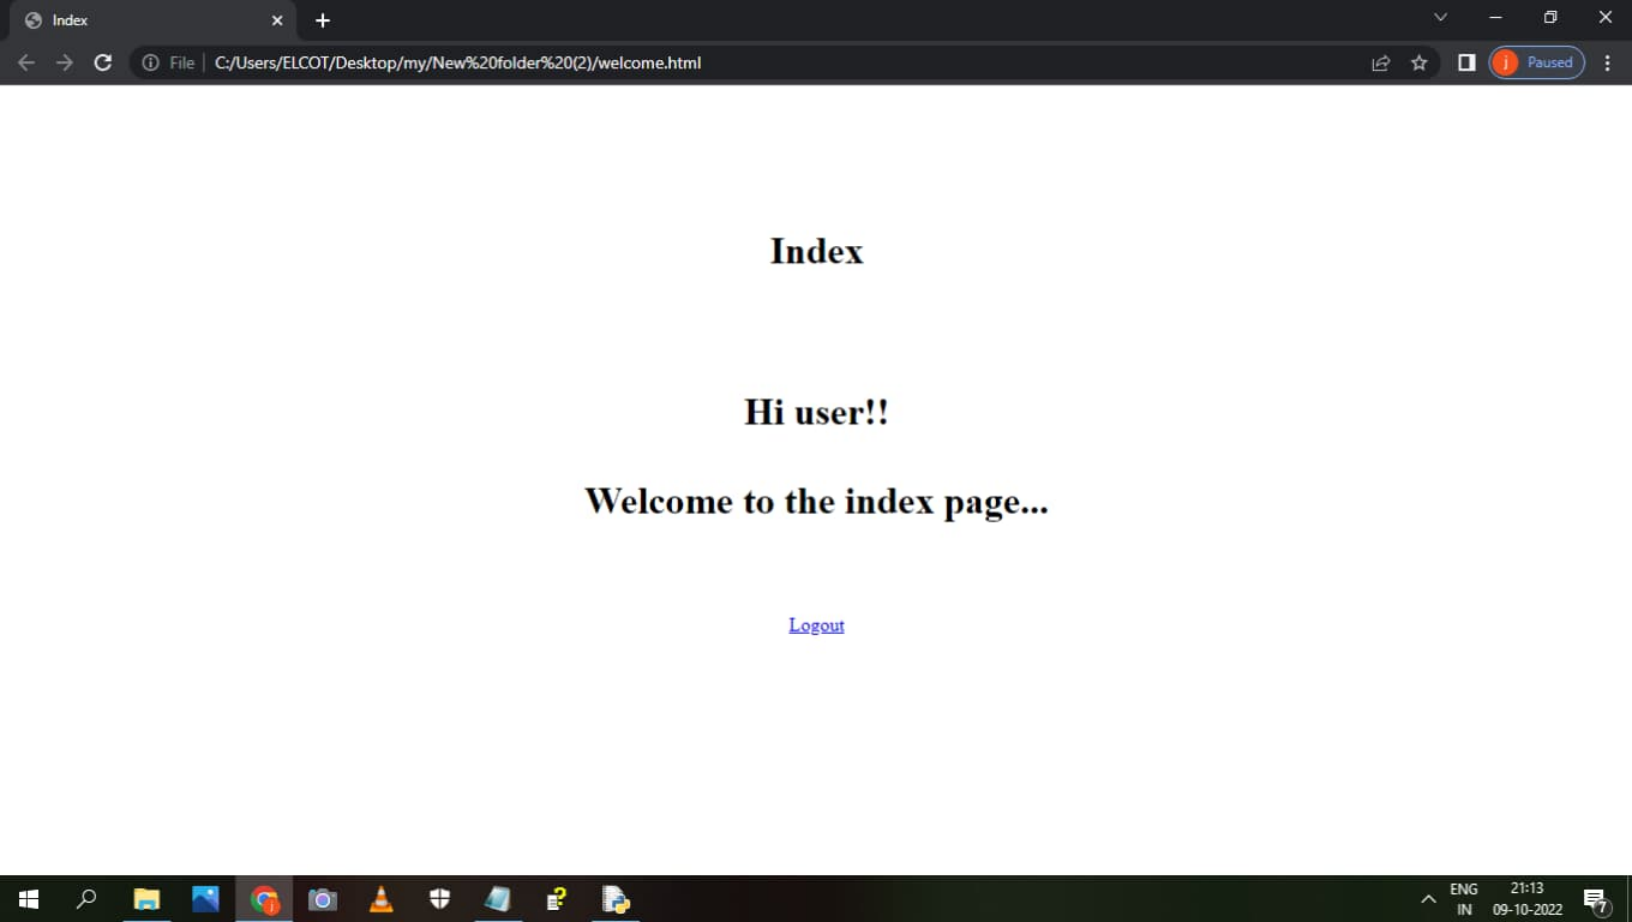 Index
File C:/Users/ELCOT/Desktop/my/New%20folder%20(2)/welcome.html
j Paused
Index
Hi user!!
Welcome to the index page...
Logout
ENG 21:13
IN 09-10-2022 7